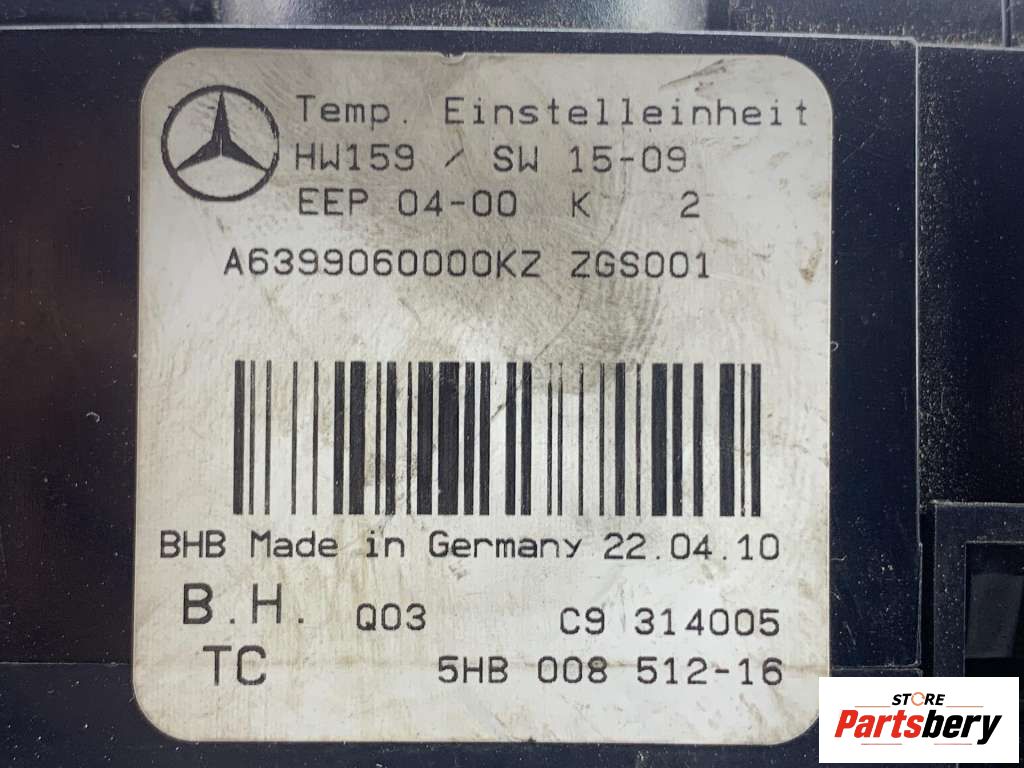 Temp. Einstelleinheit
HW159 / SW 15-09
EEP 04-00 K 2
A6399060000KZ ZGS001
BHB Made in Germany 22.04.10
B.H. Q03 C9 314005
TC 5HB 008 512-16
STORE
Partsbery